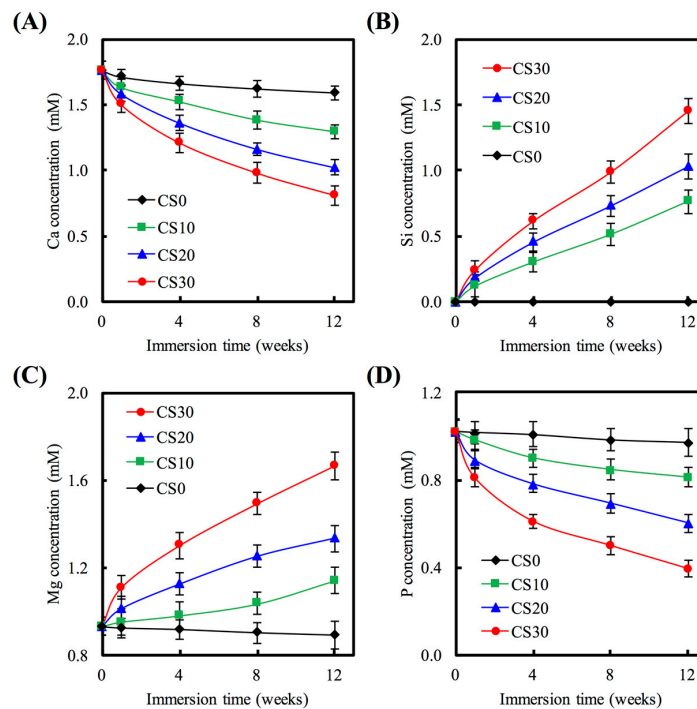 (A)
2.0
1.5
1.0
0.5
0.0
Ca concentration (mM)
CS0
CS10
CS20
CS30
0 4 8 12
Immersion time (weeks)
(B)
2.0
1.5
1.0
0.5
0.0
Si concentration (mM)
CS30
CS20
CS10
CS0
0 4 8 12
Immersion time (weeks)
(C)
2.0
1.6
1.2
0.8
Mg concentration (mM)
CS30
CS20
CS10
CS0
0 4 8 12
Immersion time (weeks)
(D)
1.2
0.8
0.4
0.0
P concentration (mM)
CS0
CS10
CS20
CS30
0 4 8 12
Immersion time (weeks)